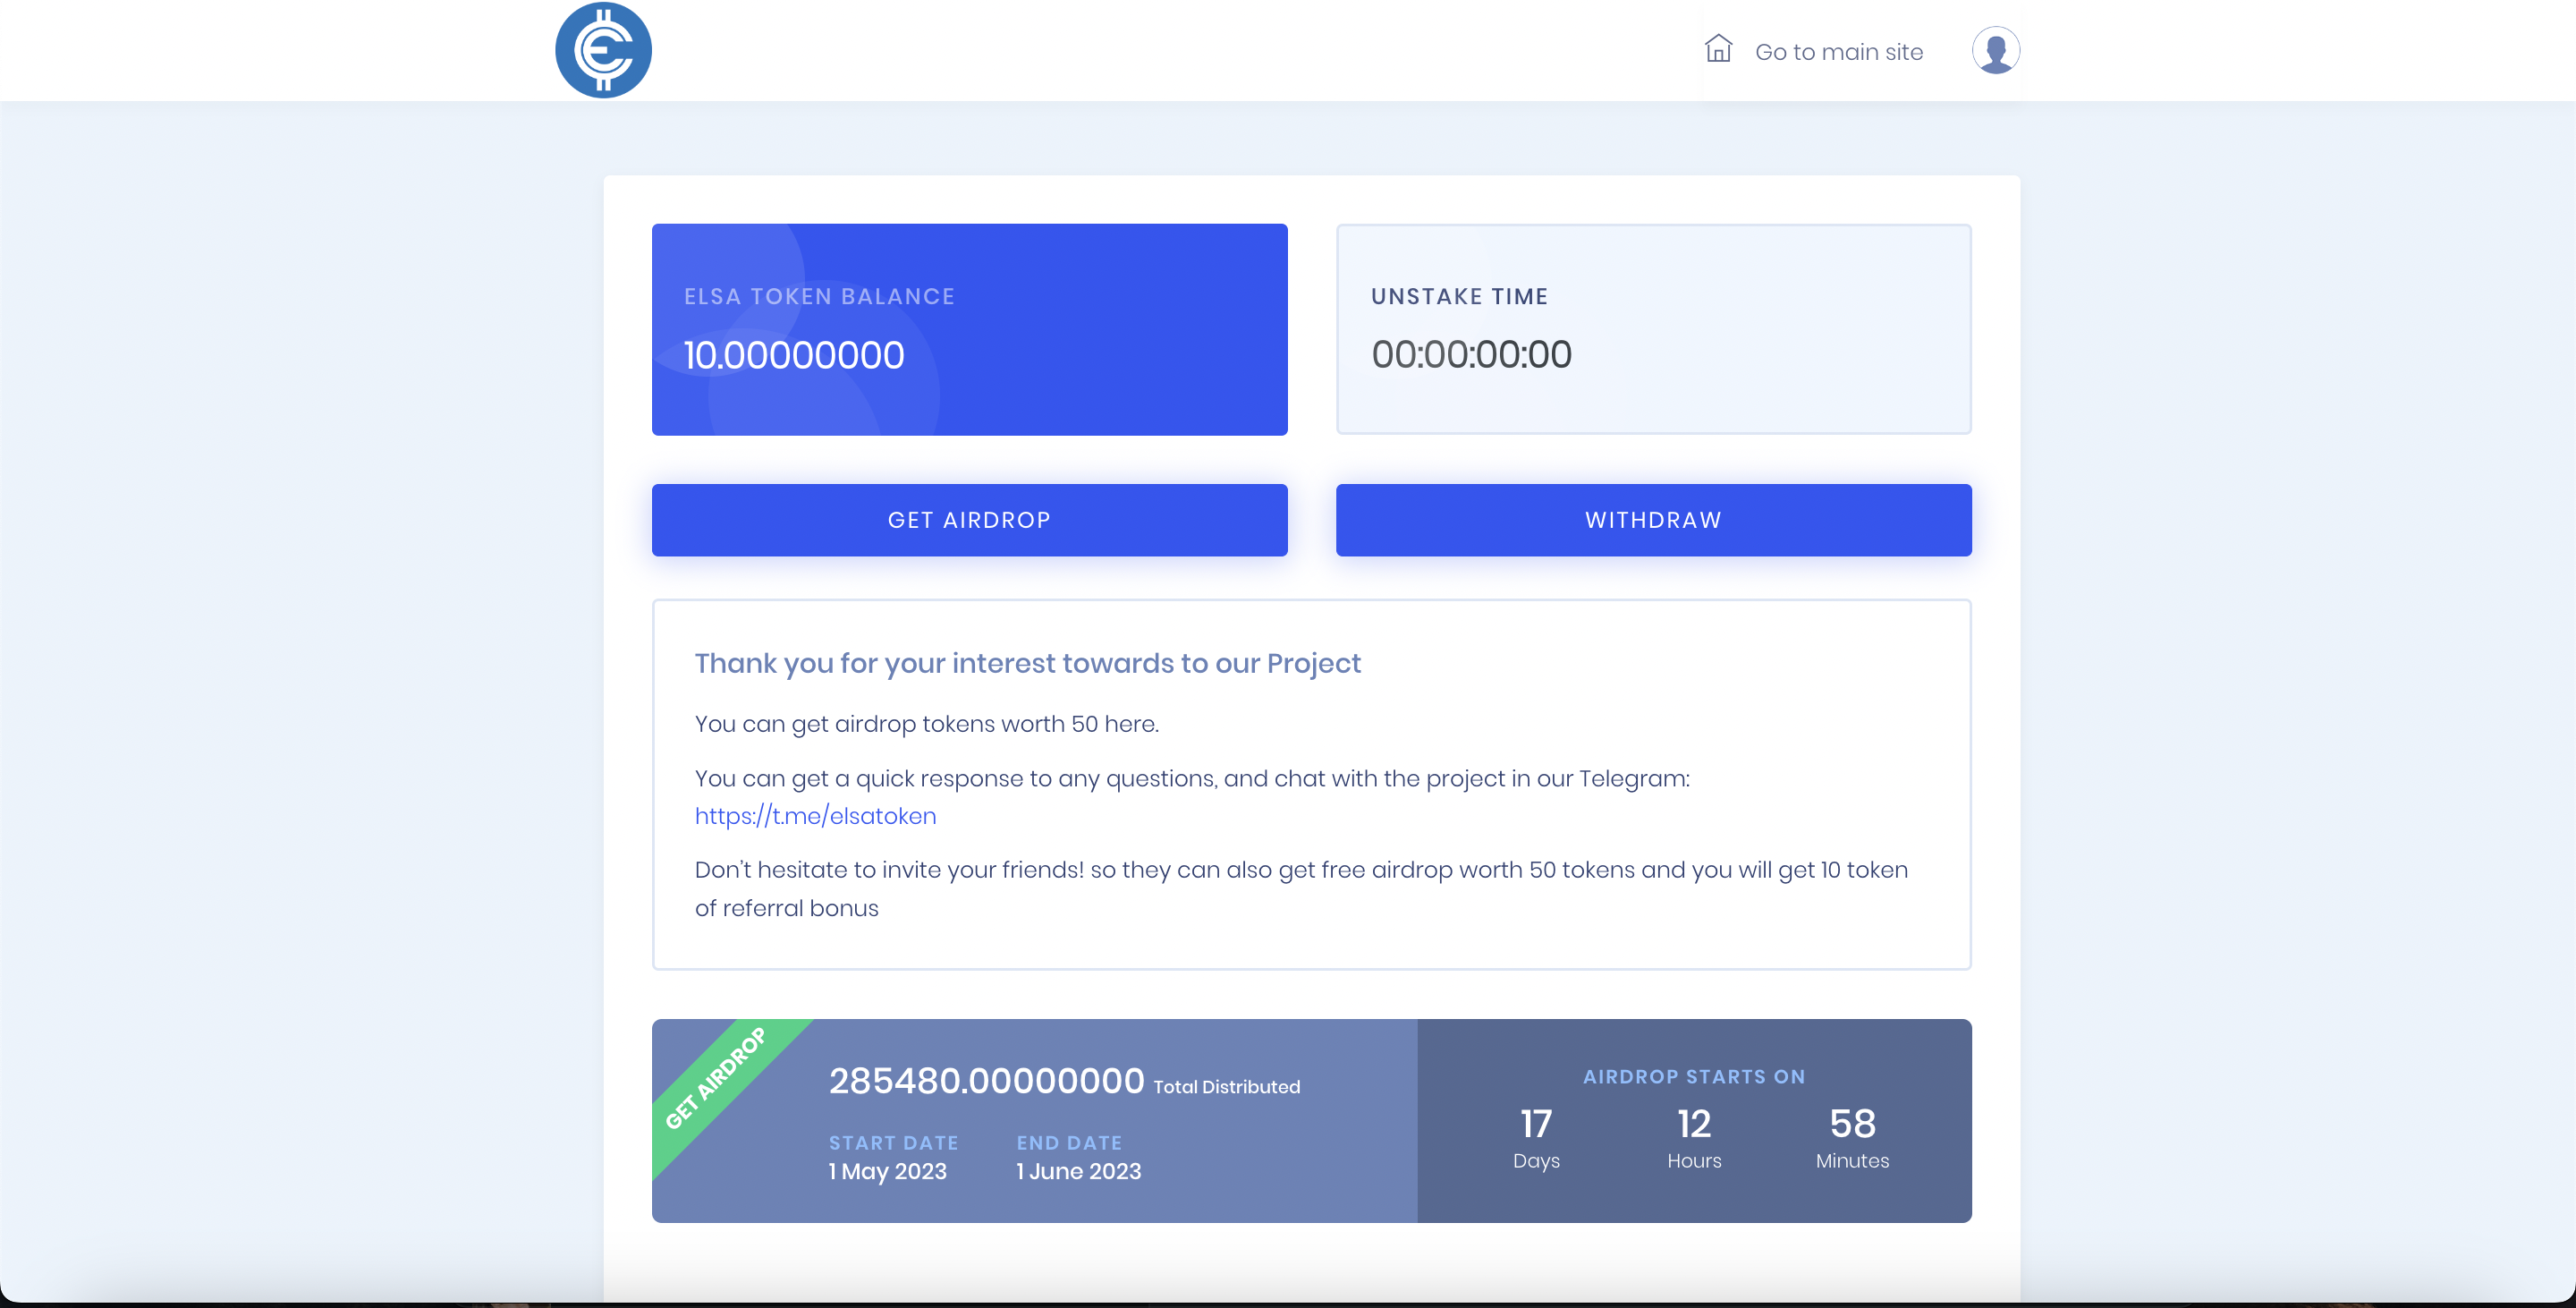 Go to main site
ELSA TOKEN BALANCE
10.00000000
UNSTAKE TIME
00:00:00:00
GET AIRDROP
WITHDRAW
Thank you for your interest towards to our Project
You can get airdrop tokens worth 50 here.
You can get a quick response to any questions, and chat with the project in our Telegram:
https://t.me/elsatoken
Don't hesitate to invite your friends! so they can also get free airdrop worth 50 tokens and you will get 10 token
of referral bonus
GET AIRDROP
285480.00000000 Total Distributed
START DATE
1 May 2023
END DATE
1 June 2023
AIRDROP STARTS ON
17 12 58
Days Hours Minutes